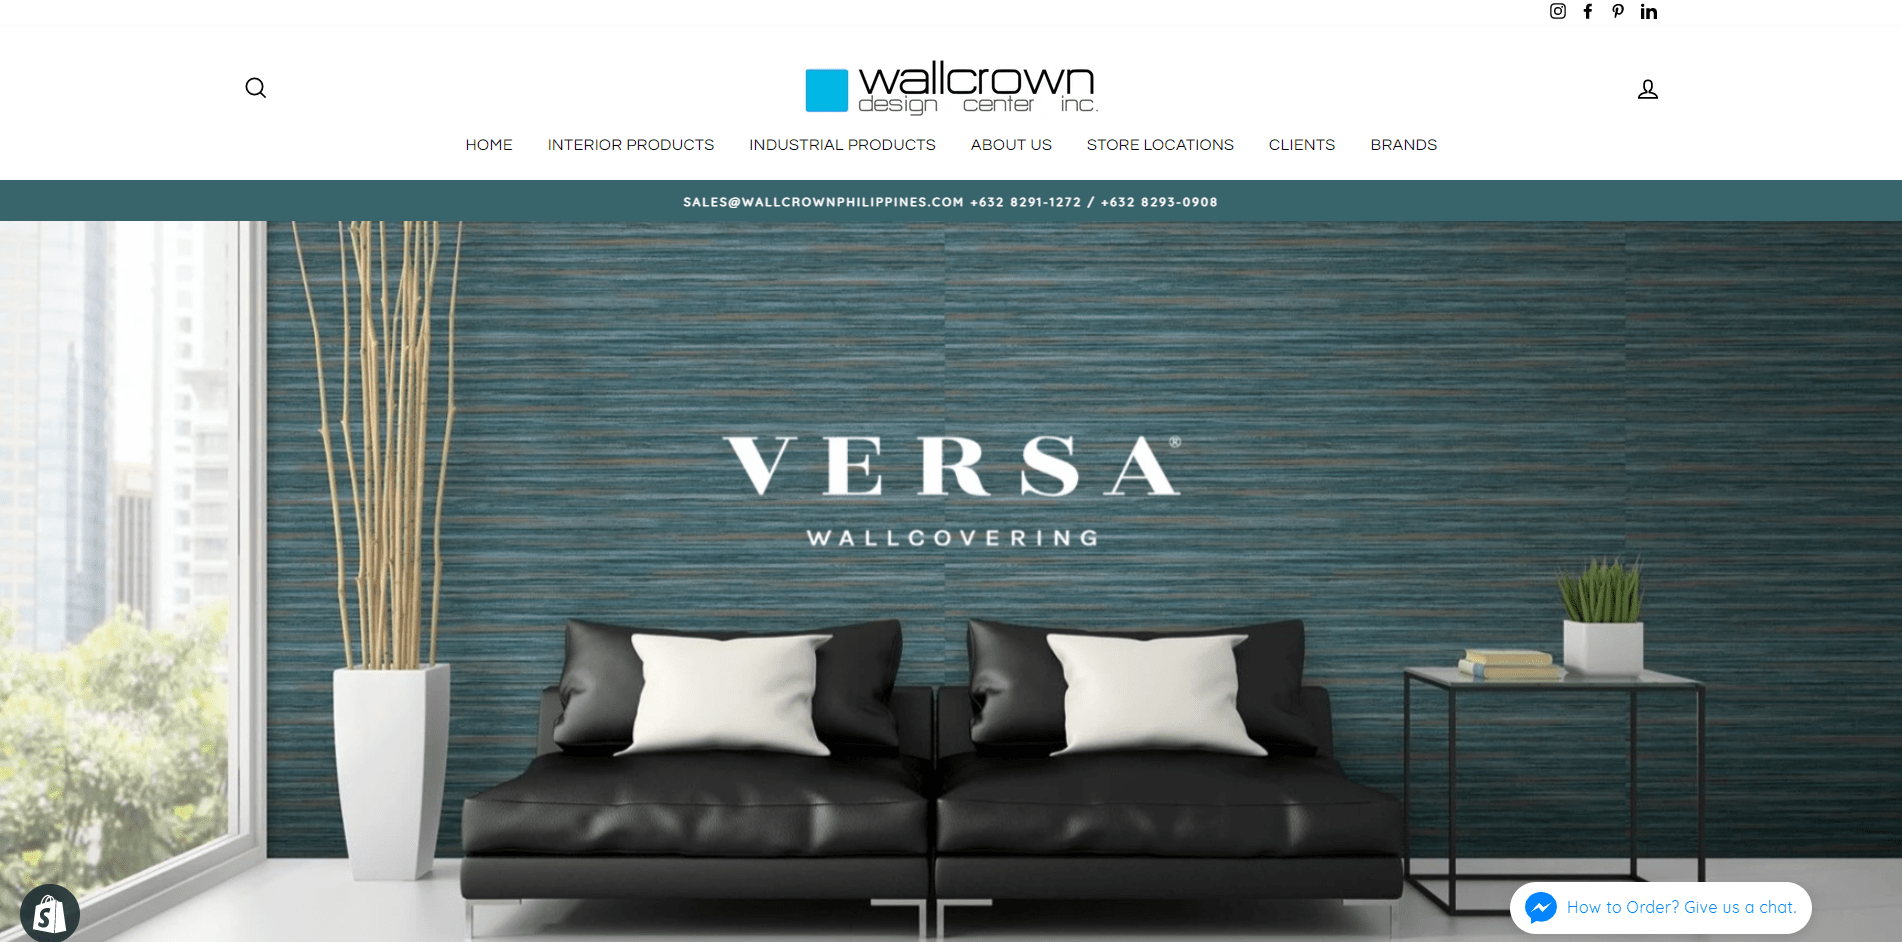 wallcrown
design center inc.
HOME INTERIOR PRODUCTS INDUSTRIAL PRODUCTS ABOUT US STORE LOCATIONS CLIENTS BRANDS
SALES@WALLCROWNPHILIPPINES.COM +632 8291-1272 / +632 8293-0908
VERSA®
WALLCOVERING
How to Order? Give us a chat.